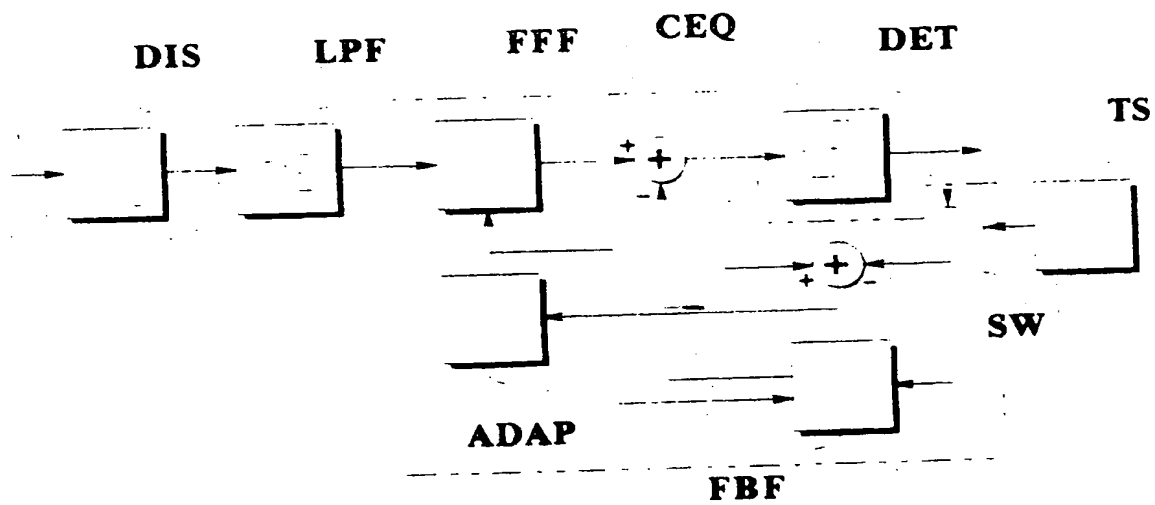 DIS LPF FFF CEQ DET
TS
+ + -
+ + -
SW
ADAP
FBF